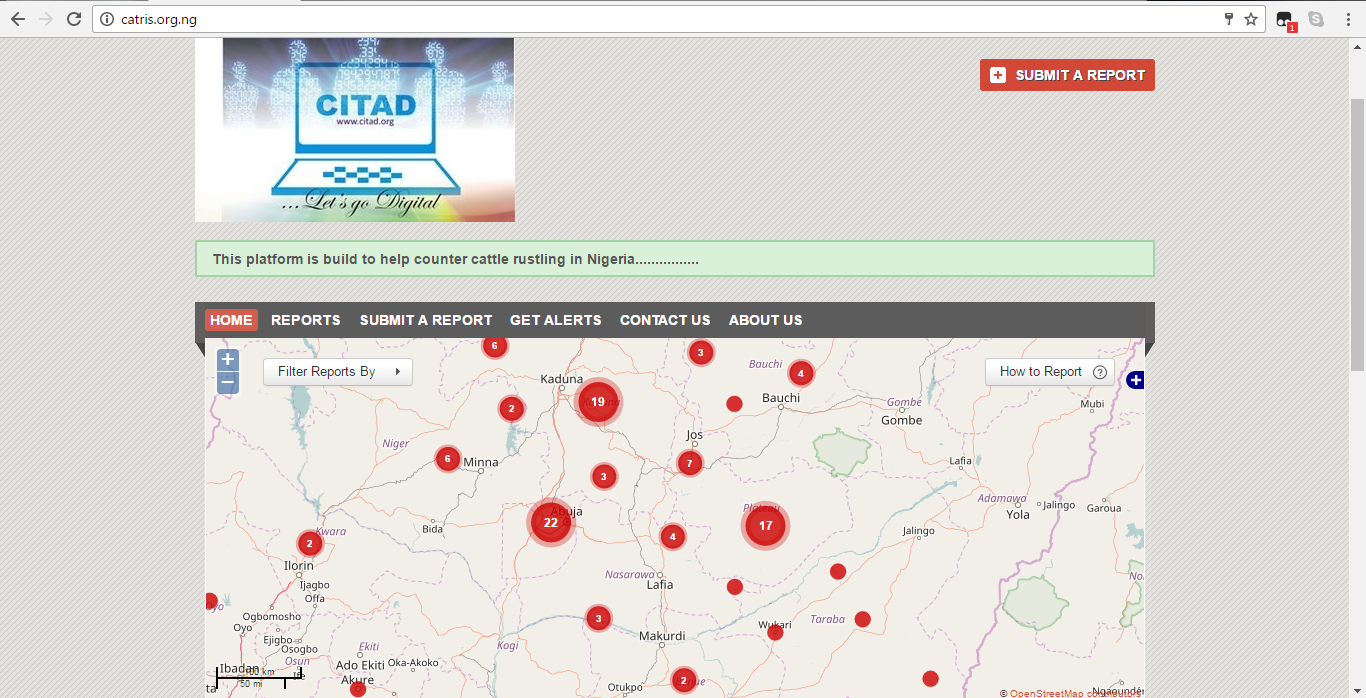 catris.org.ng
1
CITAD
www.citad.org
...Let's go Digital
SUBMIT A REPORT
This platform is build to help counter cattle rustling in Nigeria................
HOME REPORTS SUBMIT A REPORT GET ALERTS CONTACT US ABOUT US
+
−
Filter Reports By
How to Report ?
6
3
Bauchi
4
Kaduna
19
2
Bauchi
Gombe
Gombe
Mubi
Jos
Niger
6
Minna
3
7
Lafia
Adamawa
Jalingo
Yola
Garoua
Plateau
22
Abuja
17
Bida
Kwara
2
4
Jalingo
Ilorin
Nasarawa
Lafia
Ijagbo
Offa
Ogbomosho
Oyo
3
Wukari
Taraba
Makurdi
Ejigbo
Osogbo
Ekiti
Kogi
Osun
Ado Ekiti
Oka-Akoko
Ibadan
100 km
50 mi
Ife
Akure
2
Otukpo
© OpenStreetMap contributors